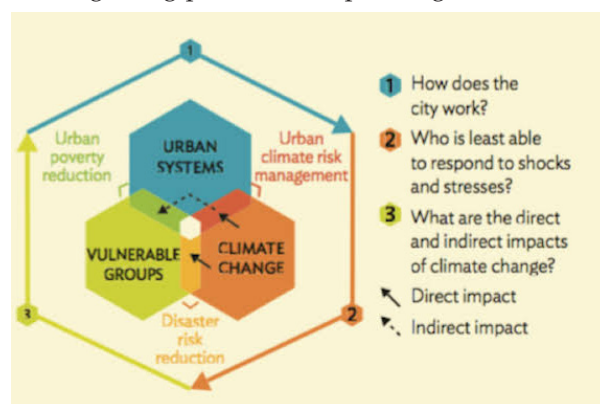 1
Urban
poverty
reduction
URBAN
SYSTEMS
Urban
climate risk
management
VULNERABLE
GROUPS
CLIMATE
CHANGE
3
2
Disaster
risk
reduction
1 How does the
city work?
2 Who is least able
to respond to shocks
and stresses?
3 What are the direct
and indirect impacts
of climate change?
Direct impact
Indirect impact